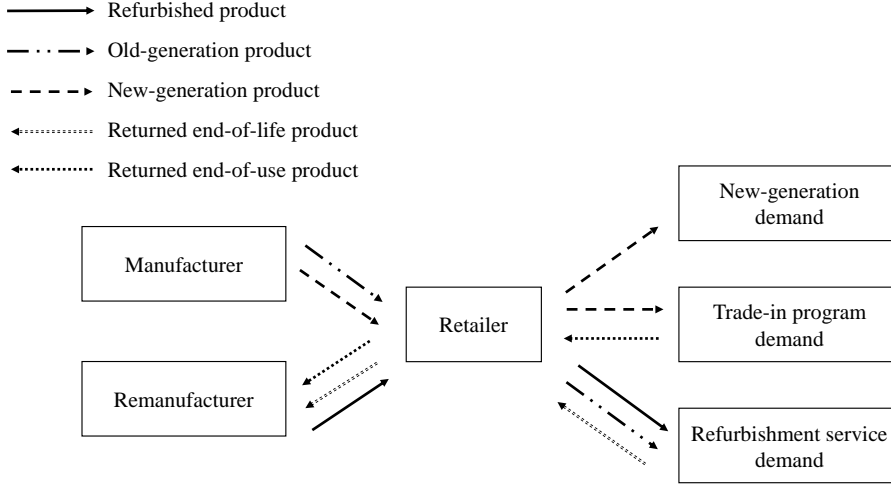 Refurbished product
Old-generation product
New-generation product
Returned end-of-life product
Returned end-of-use product
New-generation
demand
Manufacturer
Retailer
Trade-in program
demand
Remanufacturer
Refurbishment service
demand